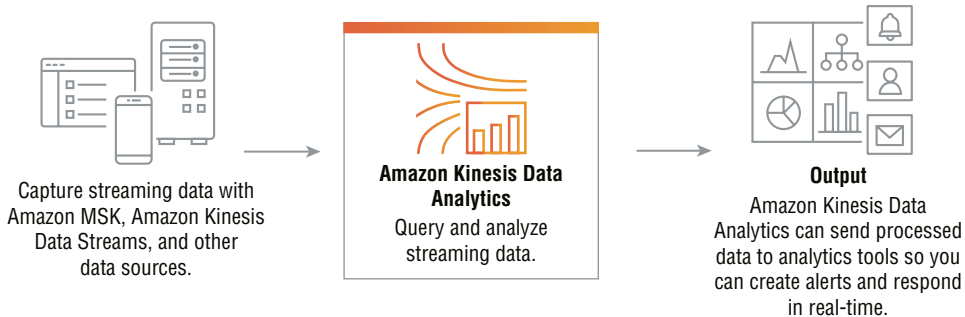 Capture streaming data with
Amazon MSK, Amazon Kinesis
Data Streams, and other
data sources.
Amazon Kinesis Data
Analytics
Query and analyze
streaming data.
Output
Amazon Kinesis Data
Analytics can send processed
data to analytics tools so you
can create alerts and respond
in real-time.